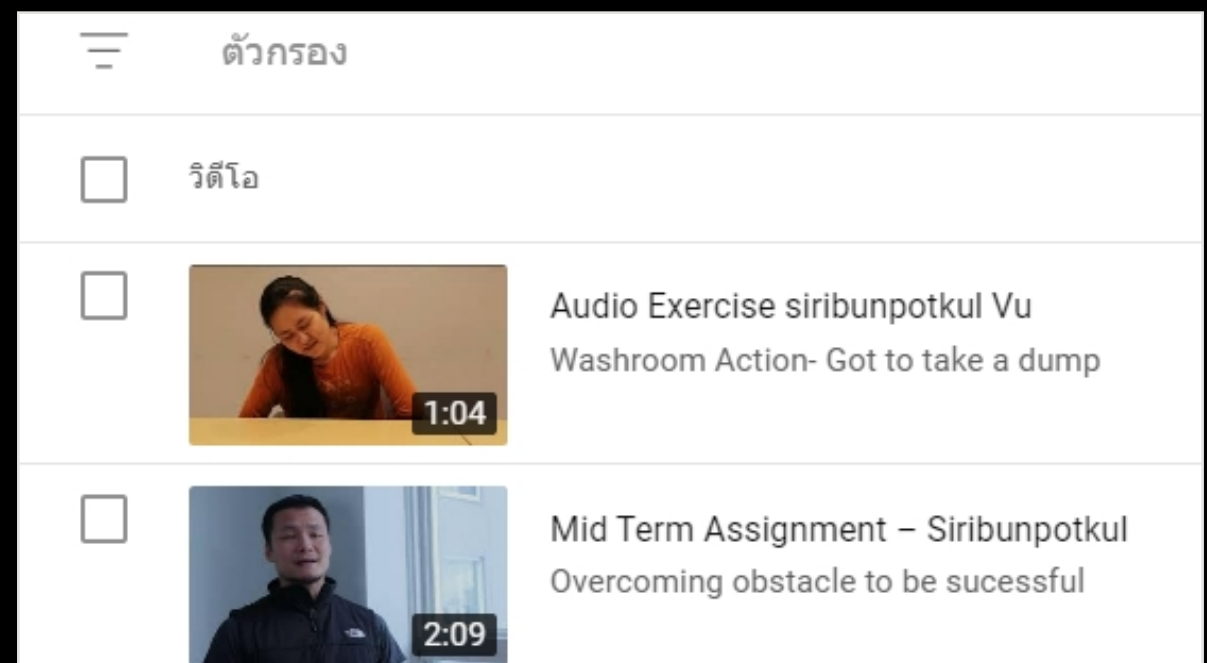 ตัวกรอง
วิดีโอ
Audio Exercise siribunpotkul Vu
Washroom Action- Got to take a dump
1:04
Mid Term Assignment – Siribunpotkul
Overcoming obstacle to be sucessful
2:09